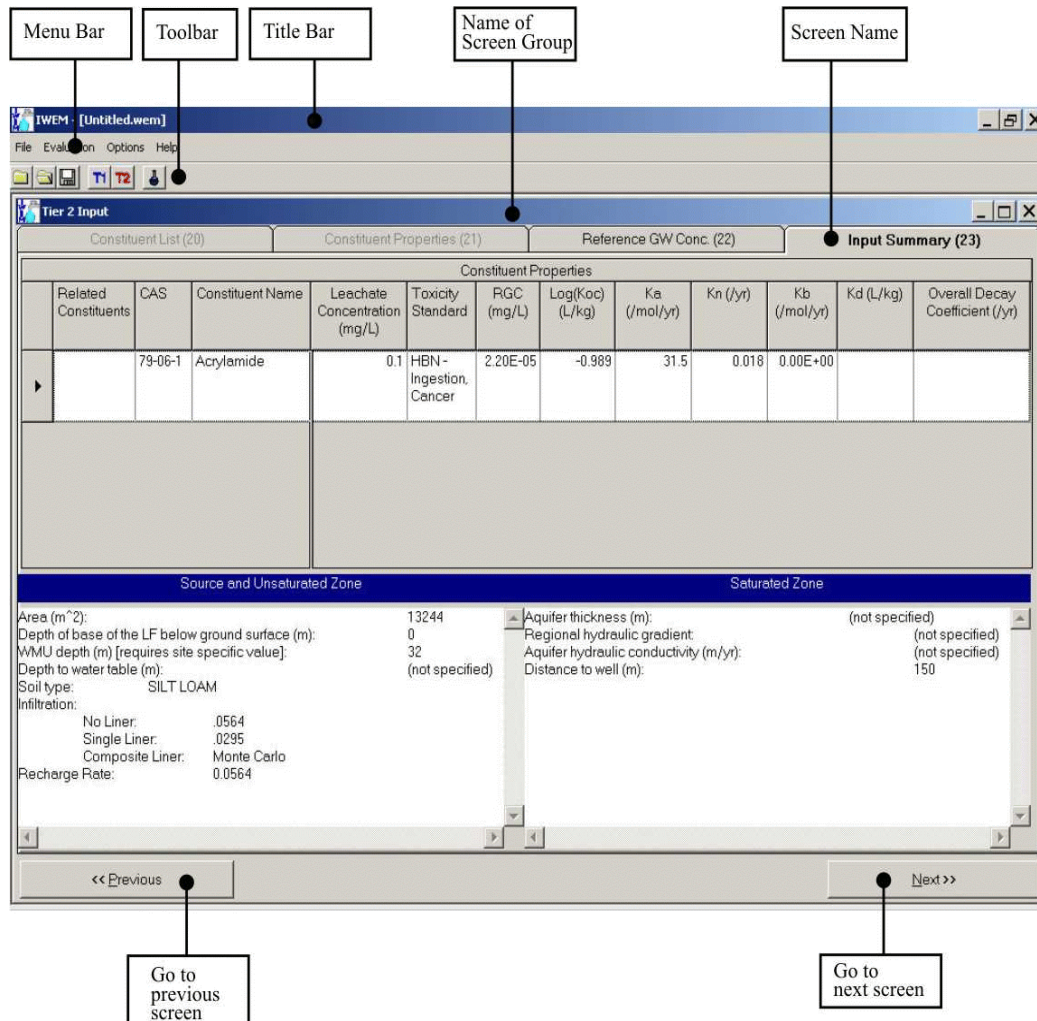 Menu Bar
Toolbar
Title Bar
Name of
Screen Group
Screen Name
IWEM - [Untitled.wem]
File Evaluation Options Help
T1 T2
Tier 2 Input
Constituent List (20)
Constituent Properties (21)
Reference GW Conc. (22)
Input Summary (23)
Constituent Properties
Related Constituents
CAS
Constituent Name
Leachate Concentration (mg/L)
Toxicity Standard
RGC (mg/L)
Log(Koc) (L/kg)
Ka (/mol/yr)
Kn (/yr)
Kb (/mol/yr)
Kd (L/kg)
Overall Decay Coefficient (/yr)
79-06-1 Acrylamide 0.1 HBN - Ingestion, Cancer 2.20E-05 -0.989 31.5 0.018 0.00E+00
Source and Unsaturated Zone
Area (m^2): 13244
Depth of base of the LF below ground surface (m): 0
WMU depth (m) [requires site specific value]: 32
Depth to water table (m): (not specified)
Soil type: SILT LOAM
Infiltration:
No Liner: .0564
Single Liner: .0295
Composite Liner: Monte Carlo
Recharge Rate: 0.0564
Saturated Zone
Aquifer thickness (m): (not specified)
Regional hydraulic gradient: (not specified)
Aquifer hydraulic conductivity (m/yr): (not specified)
Distance to well (m): 150
<< Previous
Next >>
Go to
previous
screen
Go to
next screen